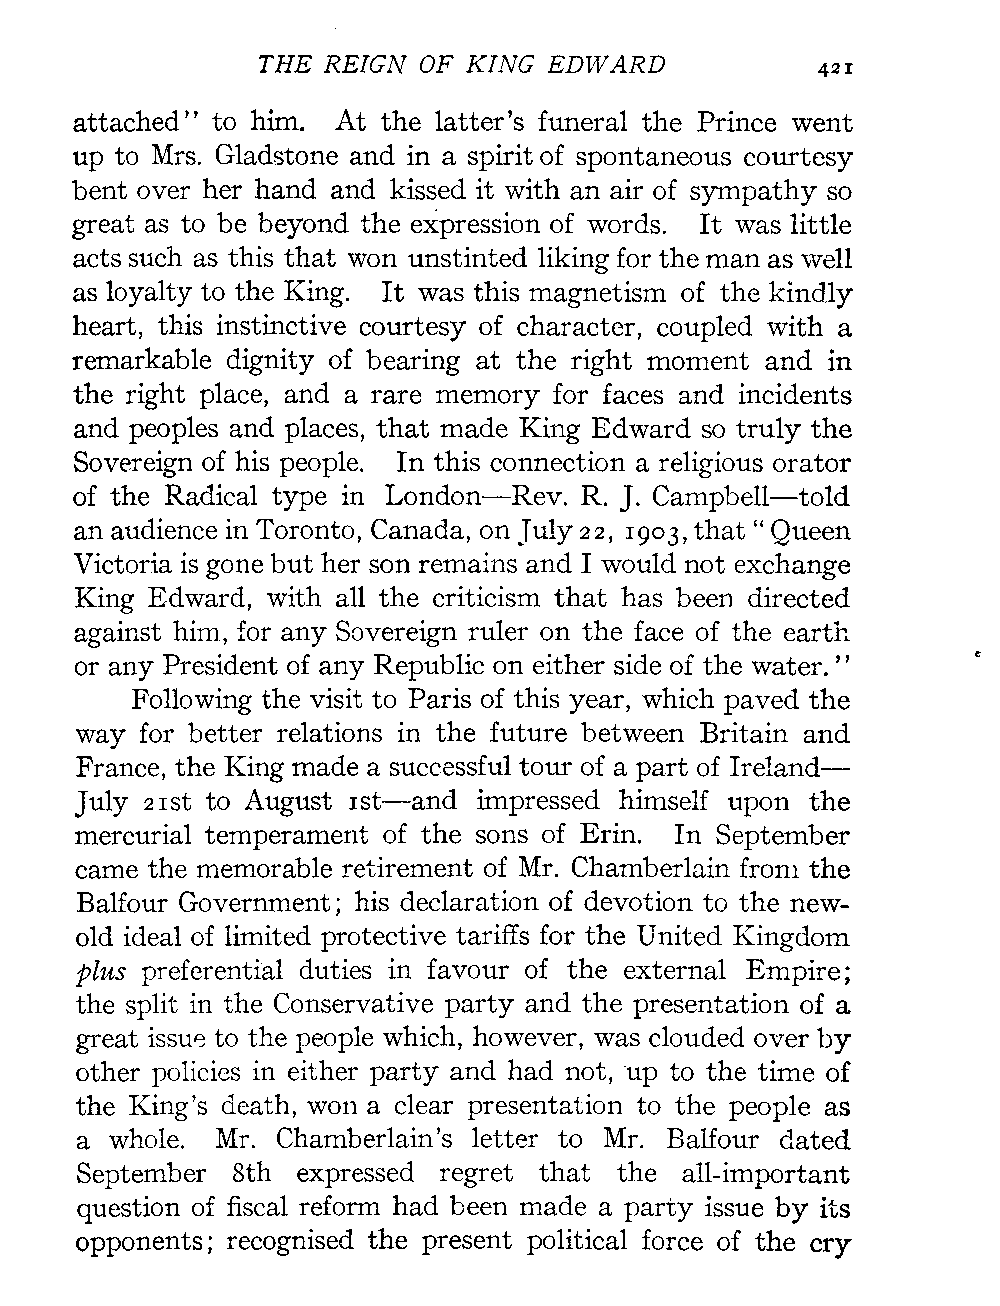 THE REIGN OF KING EDWARD 421
attached" to him. At the latter's funeral the Prince went
up to Mrs. Gladstone and in a spirit of spontaneous courtesy
bent over her hand and kissed it with an air of sympathy so
great as to be beyond the expression of words. It was little
acts such as this that won unstinted liking for the man as well
as loyalty to the King. It was this magnetism of the kindly
heart, this instinctive courtesy of character, coupled with a
remarkable dignity of bearing at the right moment and in
the right place, and a rare memory for faces and incidents
and peoples and places, that made King Edward so truly the
Sovereign of his people. In this connection a religious orator
of the Radical type in London—Rev. R. J. Campbell—told
an audience in Toronto, Canada, on July 22, 1903, that "Queen
Victoria is gone but her son remains and I would not exchange
King Edward, with all the criticism that has been directed
against him, for any Sovereign ruler on the face of the earth
or any President of any Republic on either side of the water."
Following the visit to Paris of this year, which paved the
way for better relations in the future between Britain and
France, the King made a successful tour of a part of Ireland—
July 21st to August 1st—and impressed himself upon the
mercurial temperament of the sons of Erin. In September
came the memorable retirement of Mr. Chamberlain from the
Balfour Government; his declaration of devotion to the new-
old ideal of limited protective tariffs for the United Kingdom
plus preferential duties in favour of the external Empire;
the split in the Conservative party and the presentation of a
great issue to the people which, however, was clouded over by
other policies in either party and had not, up to the time of
the King's death, won a clear presentation to the people as
a whole. Mr. Chamberlain's letter to Mr. Balfour dated
September 8th expressed regret that the all-important
question of fiscal reform had been made a party issue by its
opponents; recognised the present political force of the cry